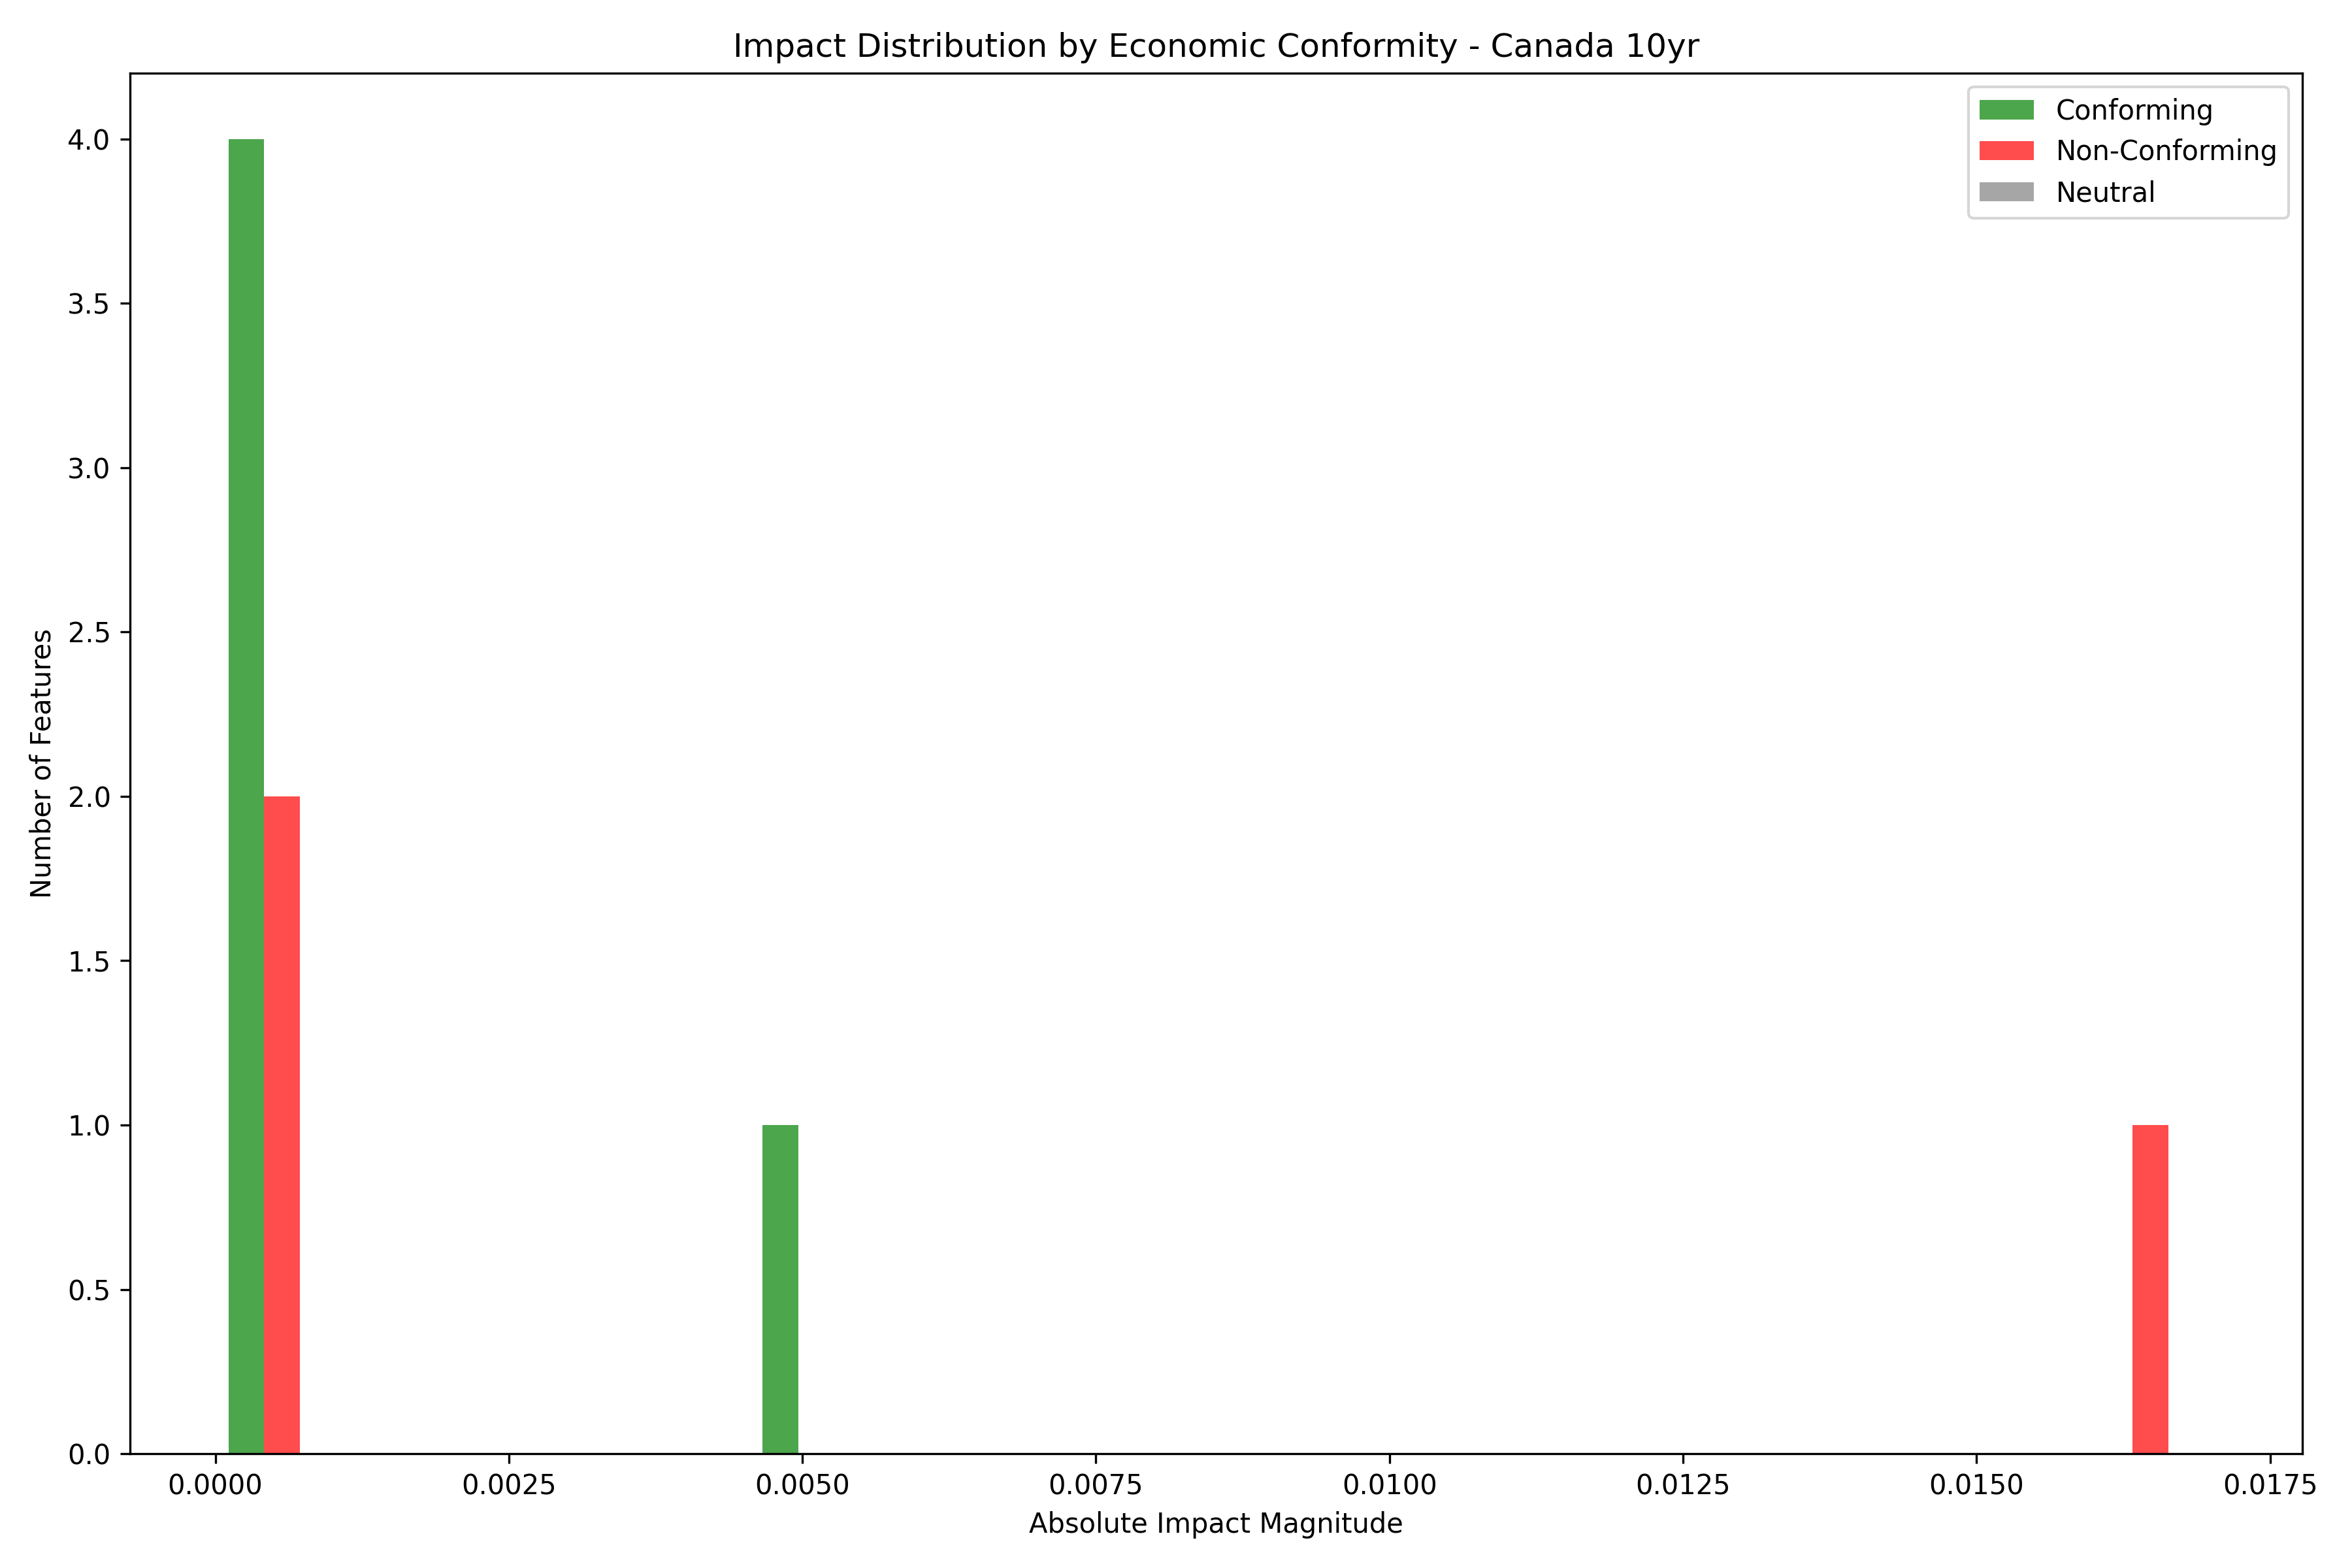 Impact Distribution by Economic Conformity - Canada 10yr
Conforming
Non-Conforming
Neutral
Number of Features
4.0
3.5
3.0
2.5
2.0
1.5
1.0
0.5
0.0
0.0000 0.0025 0.0050 0.0075 0.0100 0.0125 0.0150 0.0175
Absolute Impact Magnitude